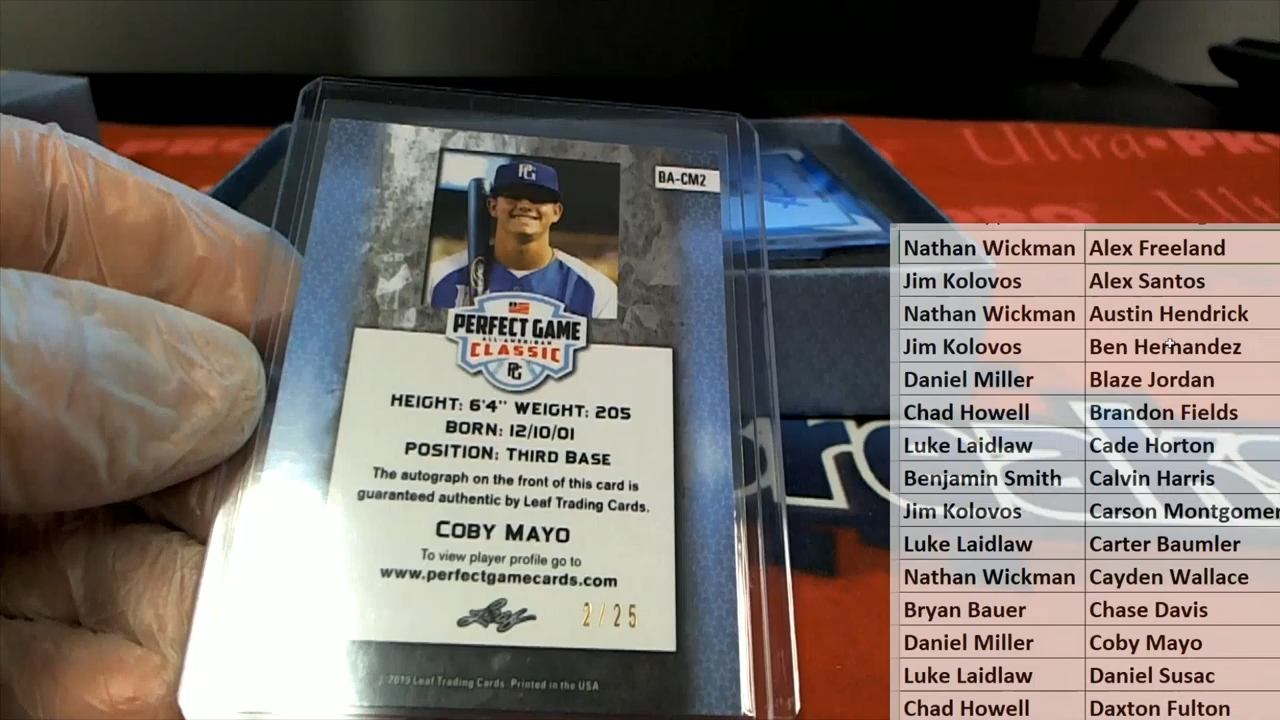 BA-CM2
PG
PERFECT GAME
ALL-AMERICAN
CLASSIC
PG
HEIGHT: 6'4" WEIGHT: 205
BORN: 12/10/01
POSITION: THIRD BASE
The autograph on the front of this card is
guaranteed authentic by Leaf Trading Cards.
COBY MAYO
To view player profile go to
www.perfectgamecards.com
Leaf 2/25
2019 Leaf Trading Cards Printed in the USA
Ultra•PRO
Nathan Wickman Alex Freeland
Jim Kolovos Alex Santos
Nathan Wickman Austin Hendrick
Jim Kolovos Ben Hernandez
Daniel Miller Blaze Jordan
Chad Howell Brandon Fields
Luke Laidlaw Cade Horton
Benjamin Smith Calvin Harris
Jim Kolovos Carson Montgomer
Luke Laidlaw Carter Baumler
Nathan Wickman Cayden Wallace
Bryan Bauer Chase Davis
Daniel Miller Coby Mayo
Luke Laidlaw Daniel Susac
Chad Howell Daxton Fulton